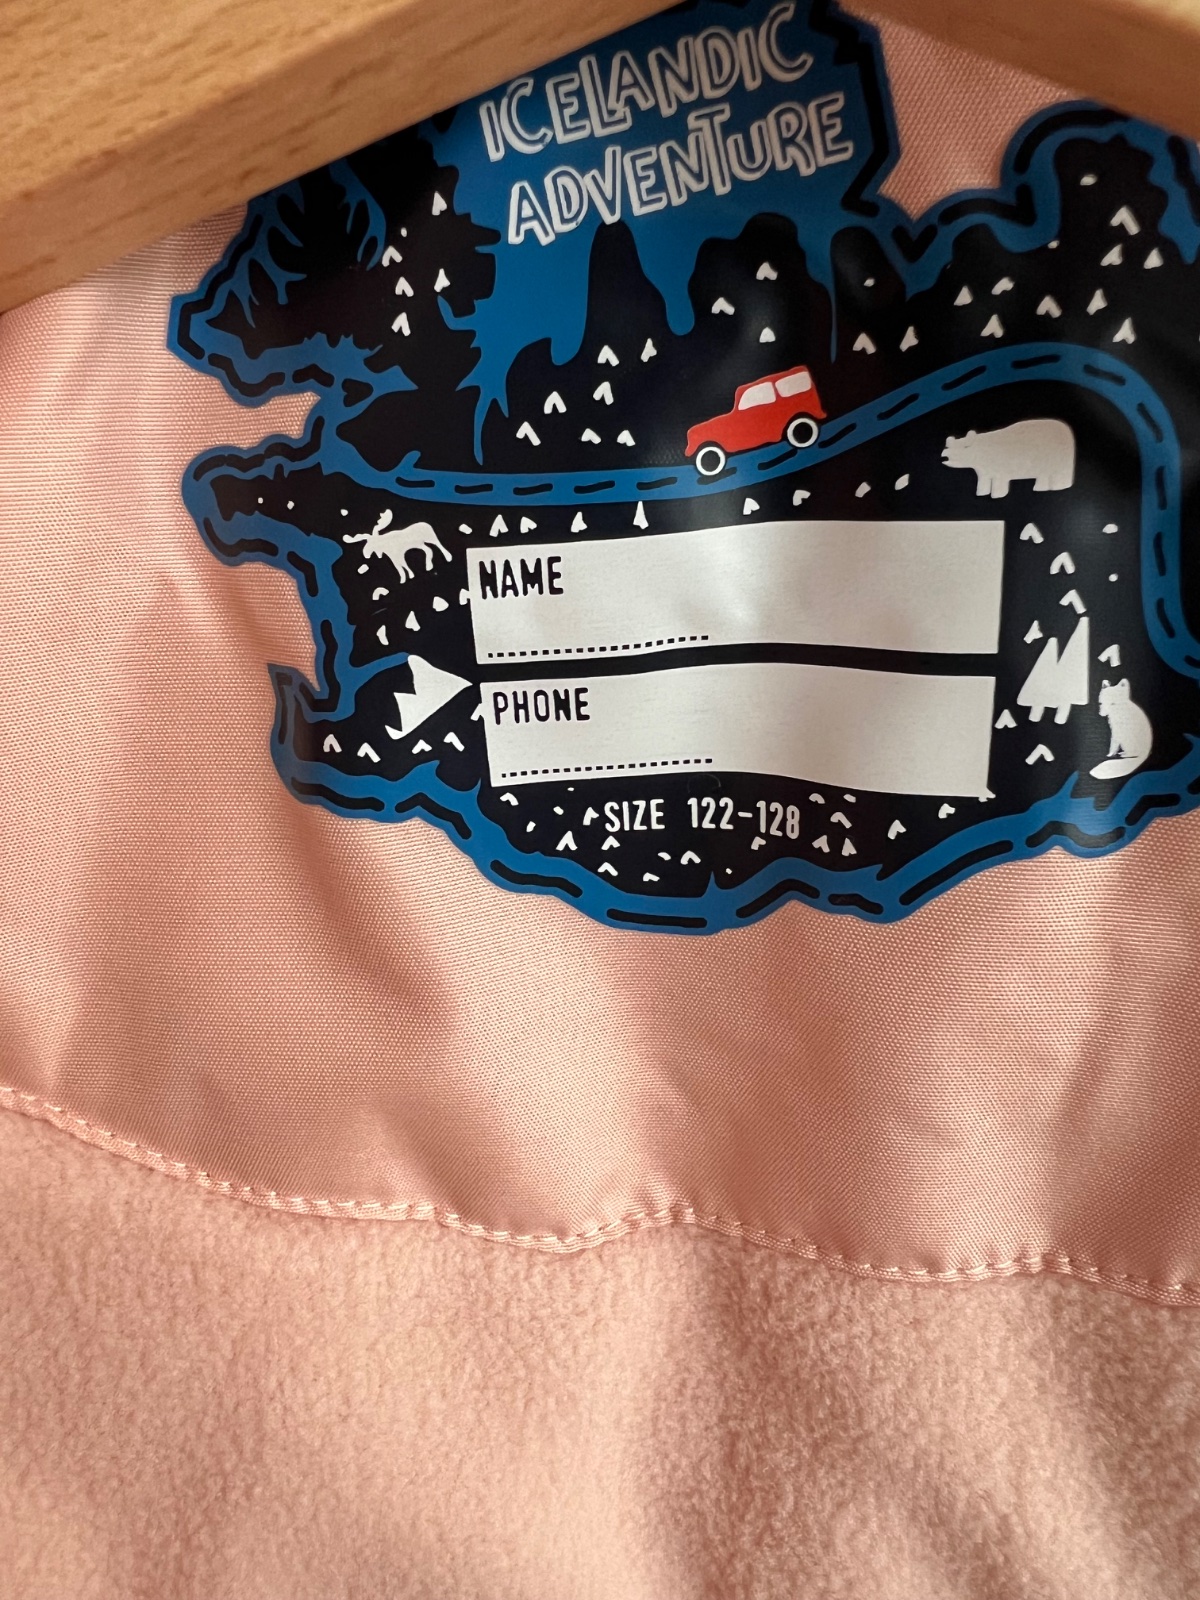 ICELANDIC
ADVENTURE
NAME
PHONE
SIZE 122-128